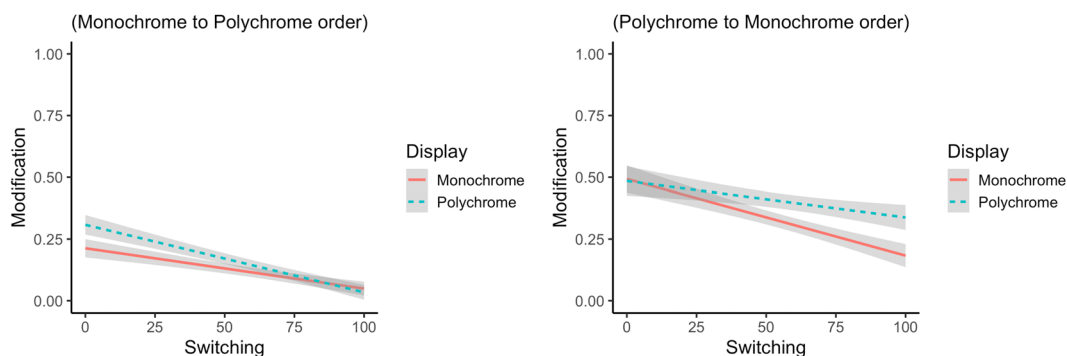 (Monochrome to Polychrome order)
1.00
0.75
0.50
0.25
0.00
Modification
0
25
50
75
100
Switching
Display
Monochrome
Polychrome
(Polychrome to Monochrome order)
1.00
0.75
0.50
0.25
0.00
Modification
0
25
50
75
100
Switching
Display
Monochrome
Polychrome